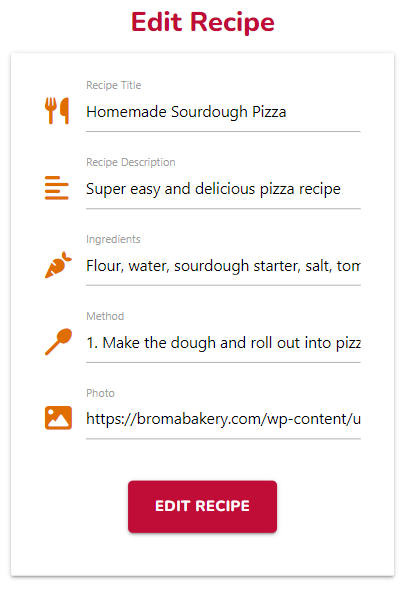 Edit Recipe
Recipe Title
Homemade Sourdough Pizza
Recipe Description
Super easy and delicious pizza recipe
Ingredients
Flour, water, sourdough starter, salt, tom
Method
1. Make the dough and roll out into pizz
Photo
https://bromabakery.com/wp-content/u
EDIT RECIPE